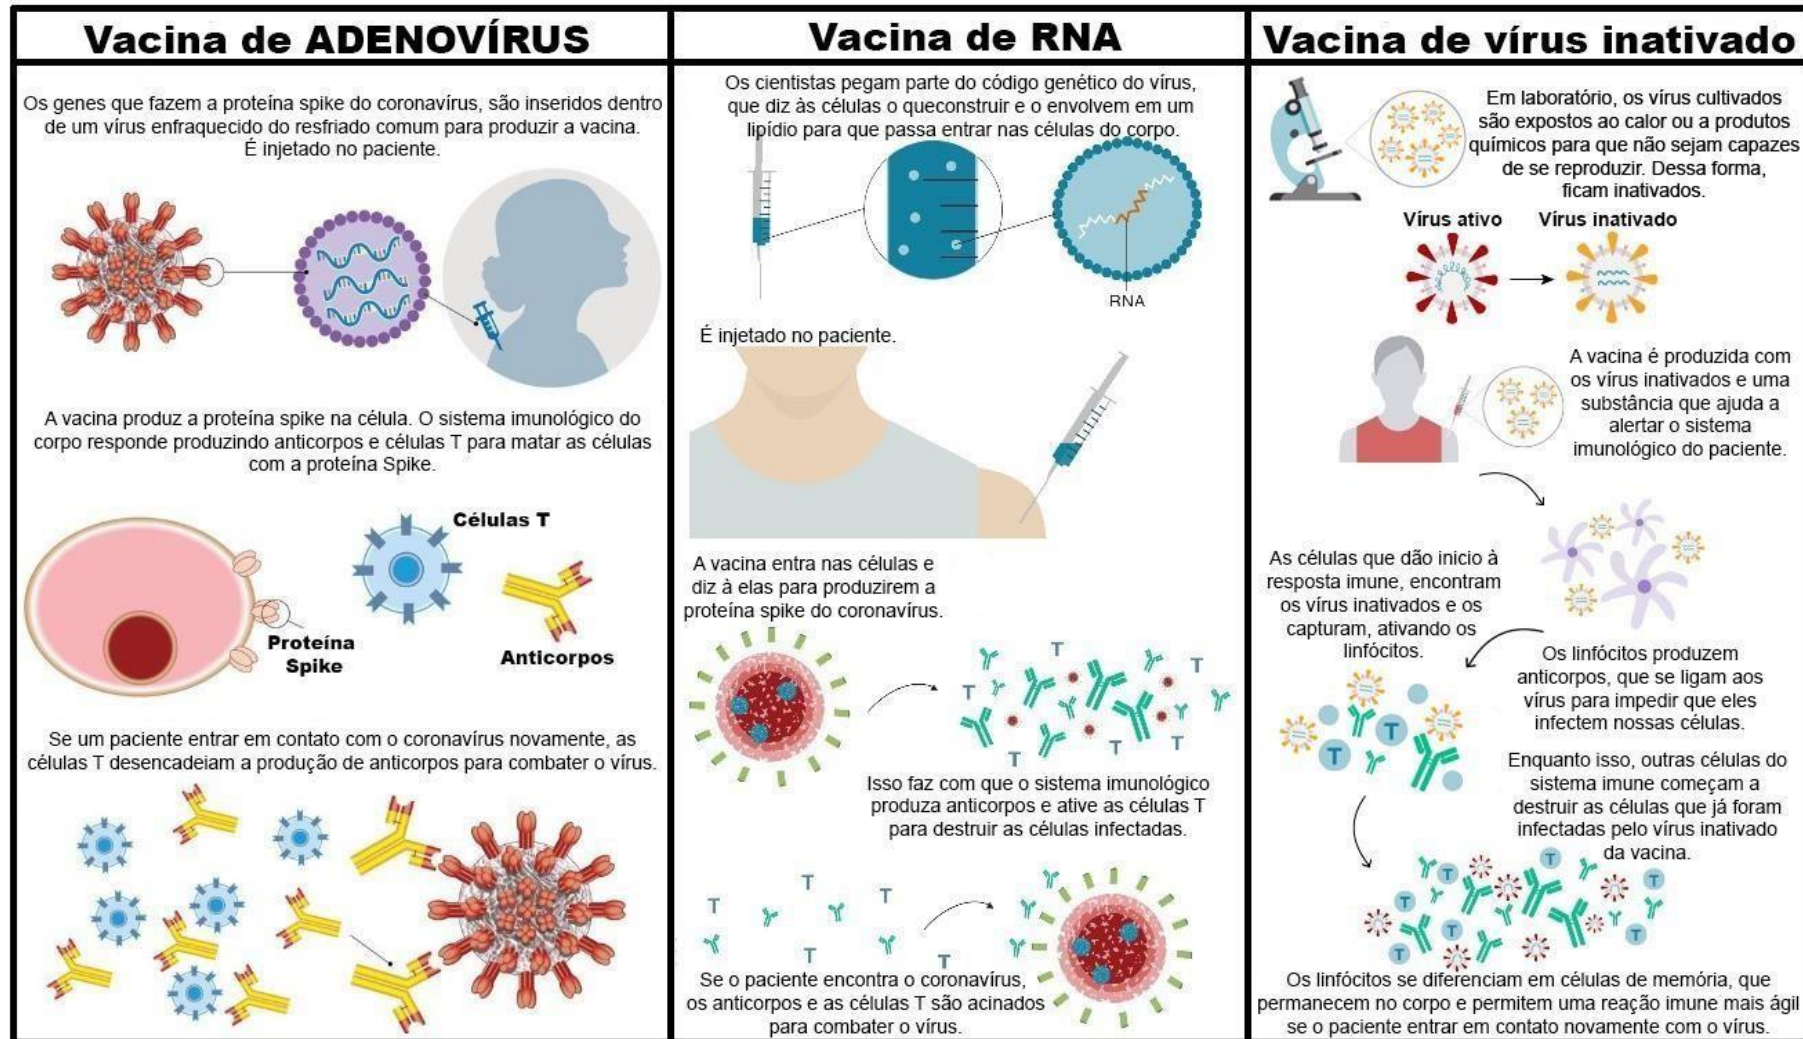 Vacina de ADENOVÍRUS
Os genes que fazem a proteína spike do coronavírus, são inseridos dentro
de um vírus enfraquecido do resfriado comum para produzir a vacina.
É injetado no paciente.
A vacina produz a proteína spike na célula. O sistema imunológico do
corpo responde produzindo anticorpos e células T para matar as células
com a proteína Spike.
Células T
Proteína
Spike
Anticorpos
Se um paciente entrar em contato com o coronavírus novamente, as
células T desencadeiam a produção de anticorpos para combater o vírus.
Vacina de RNA
Os cientistas pegam parte do código genético do vírus,
que diz às células o queconstruir e o envolvem em um
lipídio para que passa entrar nas células do corpo.
RNA
É injetado no paciente.
A vacina entra nas células e
diz à elas para produzirem a
proteína spike do coronavírus.
T
T
T
T
T
T
Isso faz com que o sistema imunológico
produza anticorpos e ative as células T
para destruir as células infectadas.
T
T
T
T
T
Se o paciente encontra o coronavírus,
os anticorpos e as células T são acinados
para combater o vírus.
Vacina de vírus inativado
Em laboratório, os vírus cultivados
são expostos ao calor ou a produtos
químicos para que não sejam capazes
de se reproduzir. Dessa forma,
ficam inativados.
Vírus ativo
Vírus inativado
A vacina é produzida com
os vírus inativados e uma
substância que ajuda a
alertar o sistema
imunológico do paciente.
As células que dão inicio à
resposta imune, encontram
os vírus inativados e os
capturam, ativando os
linfócitos.
Os linfócitos produzem
anticorpos, que se ligam aos
vírus para impedir que eles
infectem nossas células.
T
T
Enquanto isso, outras células do
sistema imune começam a
destruir as células que já foram
infectadas pelo vírus inativado
da vacina.
T
T
T
T
T
T
Os linfócitos se diferenciam em células de memória, que
permanecem no corpo e permitem uma reação imune mais ágil
se o paciente entrar em contato novamente com o vírus.